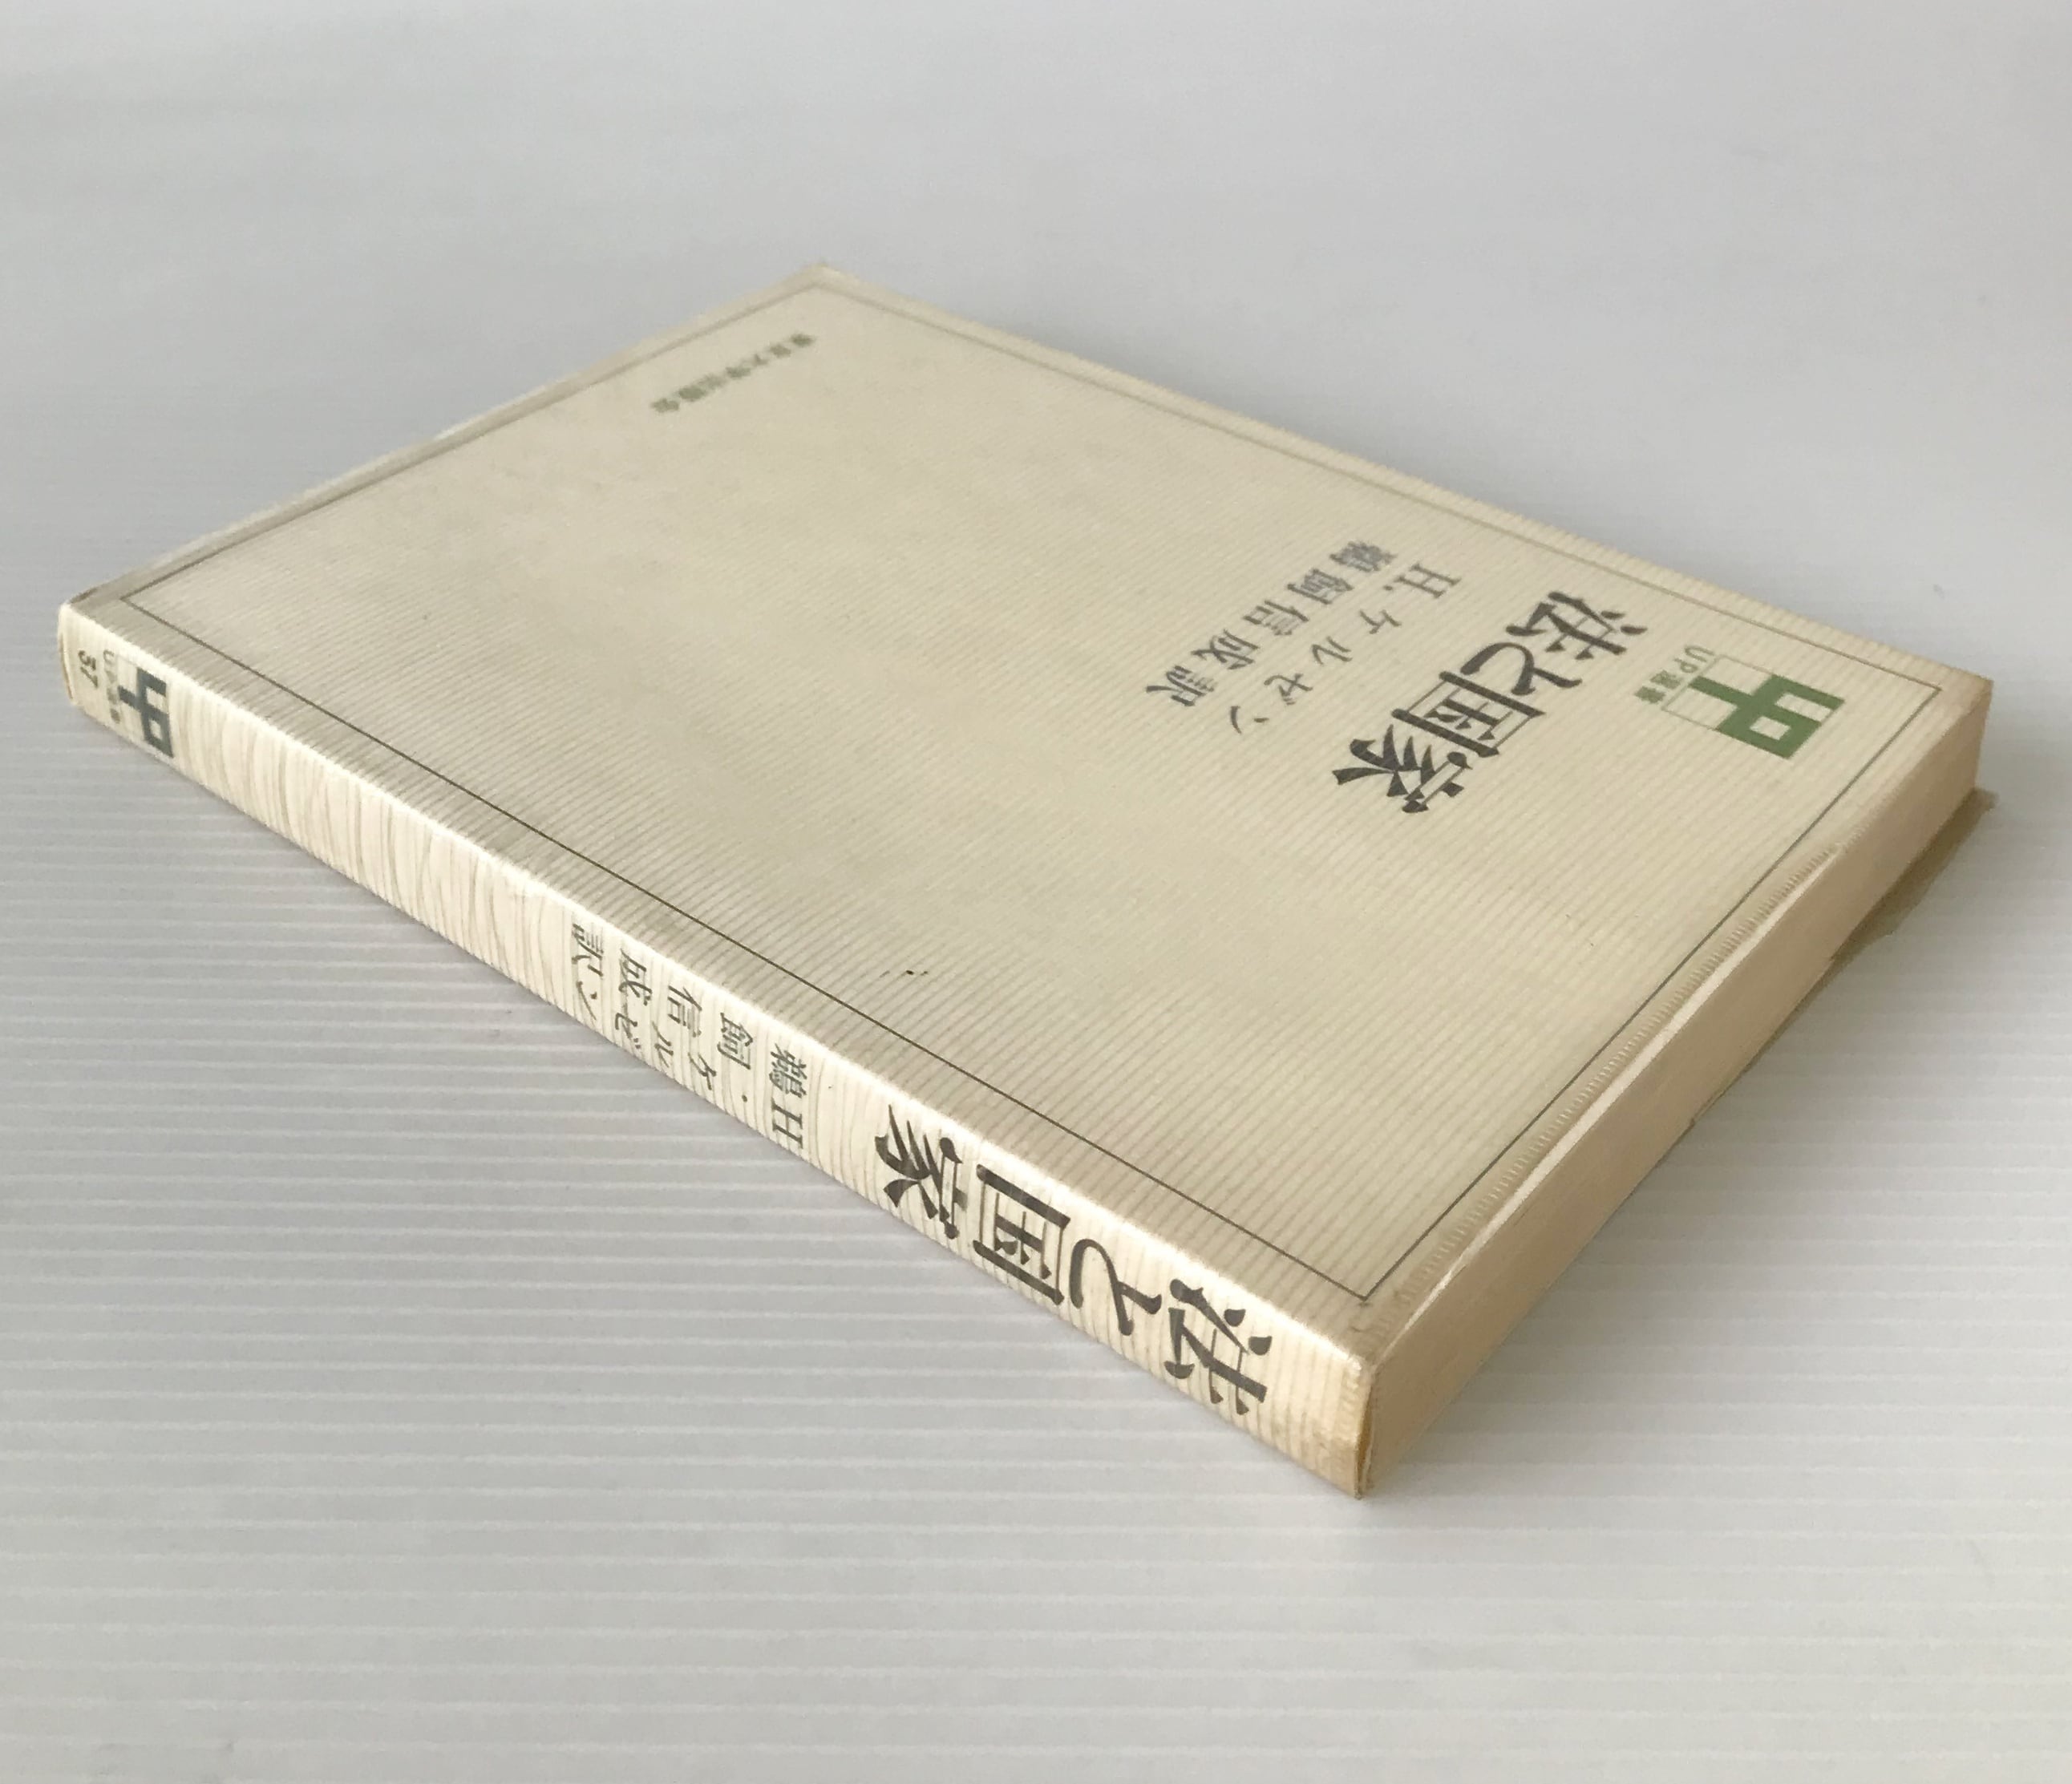 UP
UP選書
法と国家
H.ケルゼン
鵜飼信成訳
東京大学出版会
法と国家
H・ケルゼン
鵜飼信成訳
UP
UP選書
37